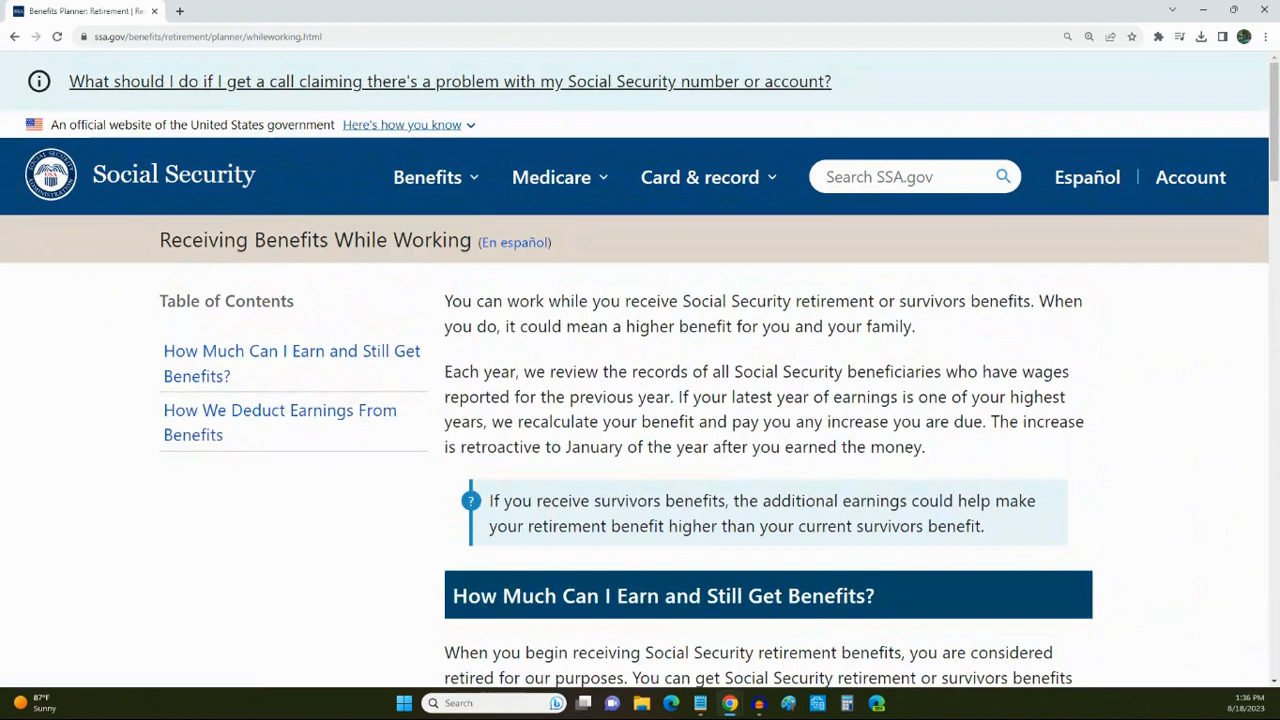 Benefits Planner: Retirement | Re
ssa.gov/benefits/retirement/planner/whileworking.html
What should I do if I get a call claiming there's a problem with my Social Security number or account?
An official website of the United States government Here's how you know
Social Security Benefits Medicare Card & record Search SSA.gov Español Account
Receiving Benefits While Working (En español)
Table of Contents
How Much Can I Earn and Still Get
Benefits?
How We Deduct Earnings From
Benefits
You can work while you receive Social Security retirement or survivors benefits. When
you do, it could mean a higher benefit for you and your family.
Each year, we review the records of all Social Security beneficiaries who have wages
reported for the previous year. If your latest year of earnings is one of your highest
years, we recalculate your benefit and pay you any increase you are due. The increase
is retroactive to January of the year after you earned the money.
If you receive survivors benefits, the additional earnings could help make
your retirement benefit higher than your current survivors benefit.
How Much Can I Earn and Still Get Benefits?
When you begin receiving Social Security retirement benefits, you are considered
retired for our purposes. You can get Social Security retirement or survivors benefits
87°F
Sunny
Search
1:36 PM
8/18/2023